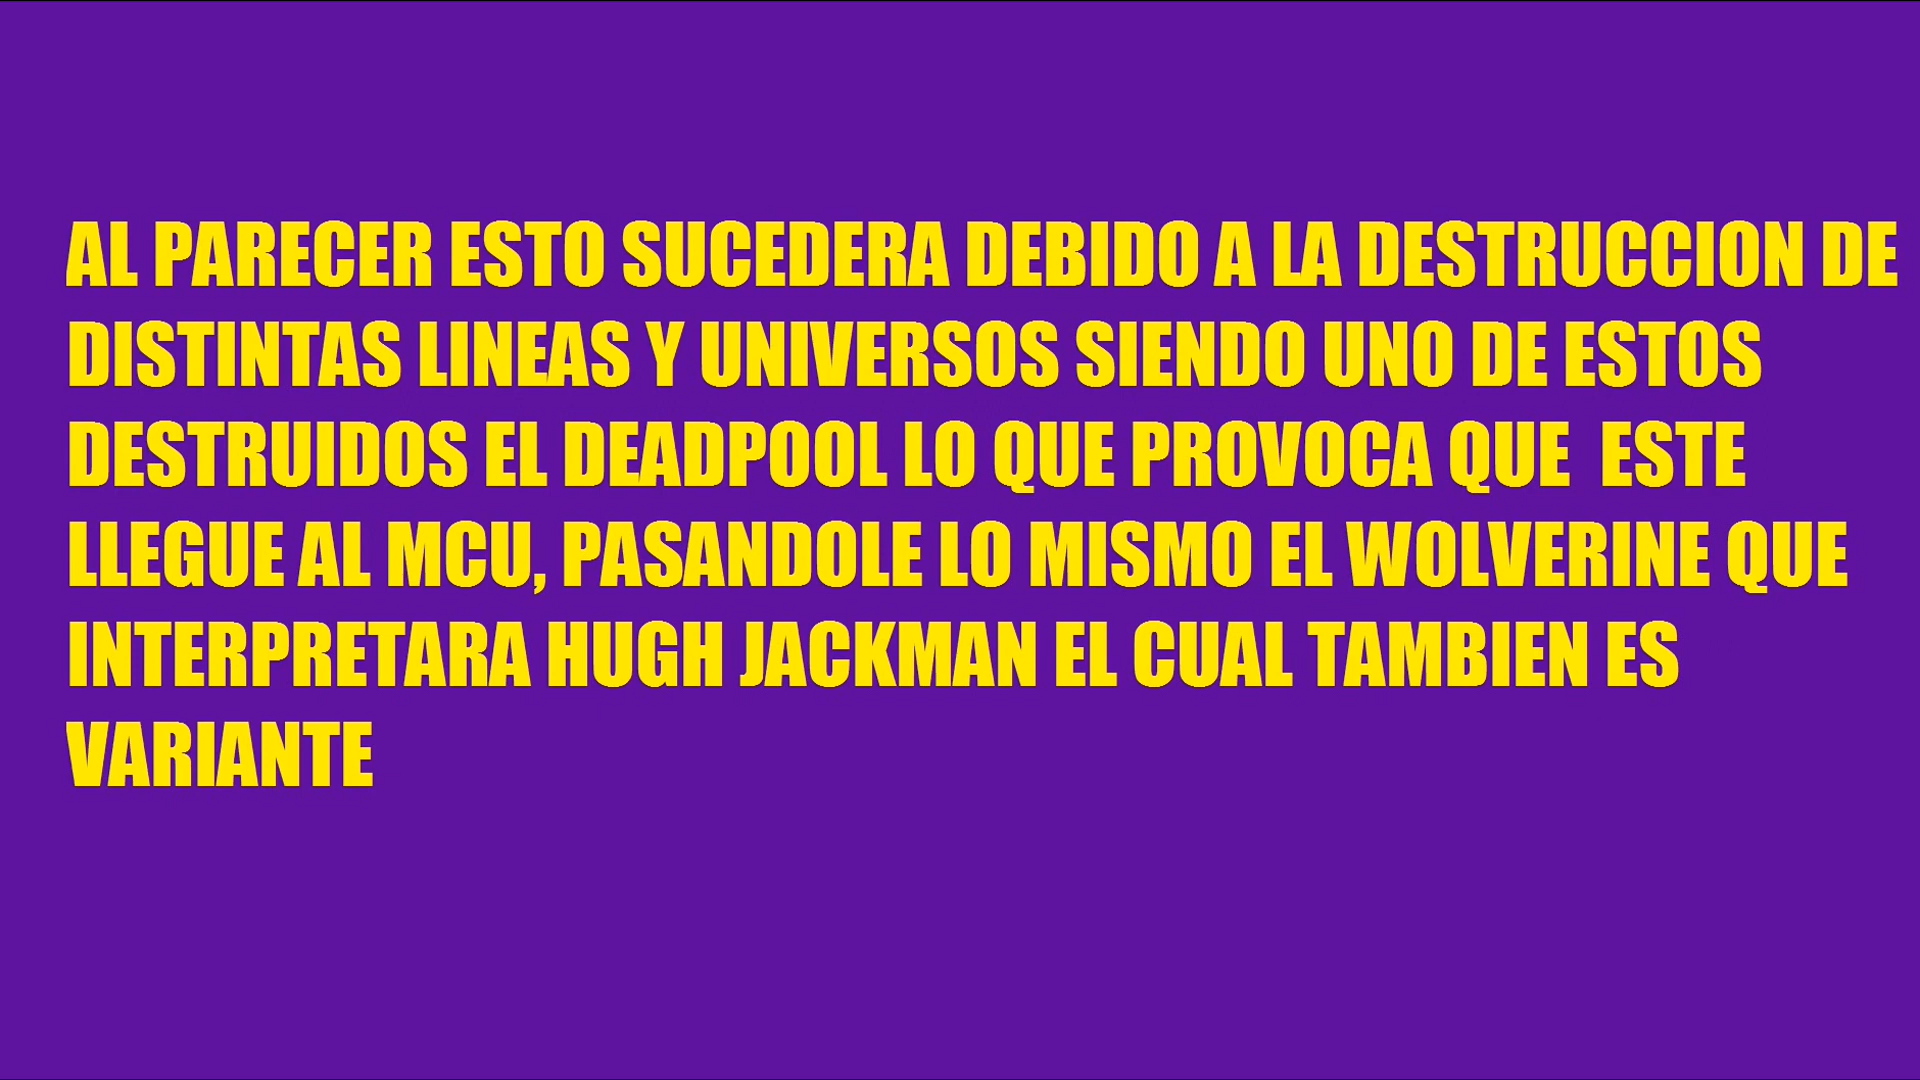 AL PARECER ESTO SUCEDERA DEBIDO A LA DESTRUCCION DE
DISTINTAS LINEAS Y UNIVERSOS SIENDO UNO DE ESTOS
DESTRUIDOS EL DEADPOOL LO QUE PROVOCA QUE  ESTE
LLEGUE AL MCU, PASANDOLE LO MISMO EL WOLVERINE QUE
INTERPRETARA HUGH JACKMAN EL CUAL TAMBIEN ES
VARIANTE